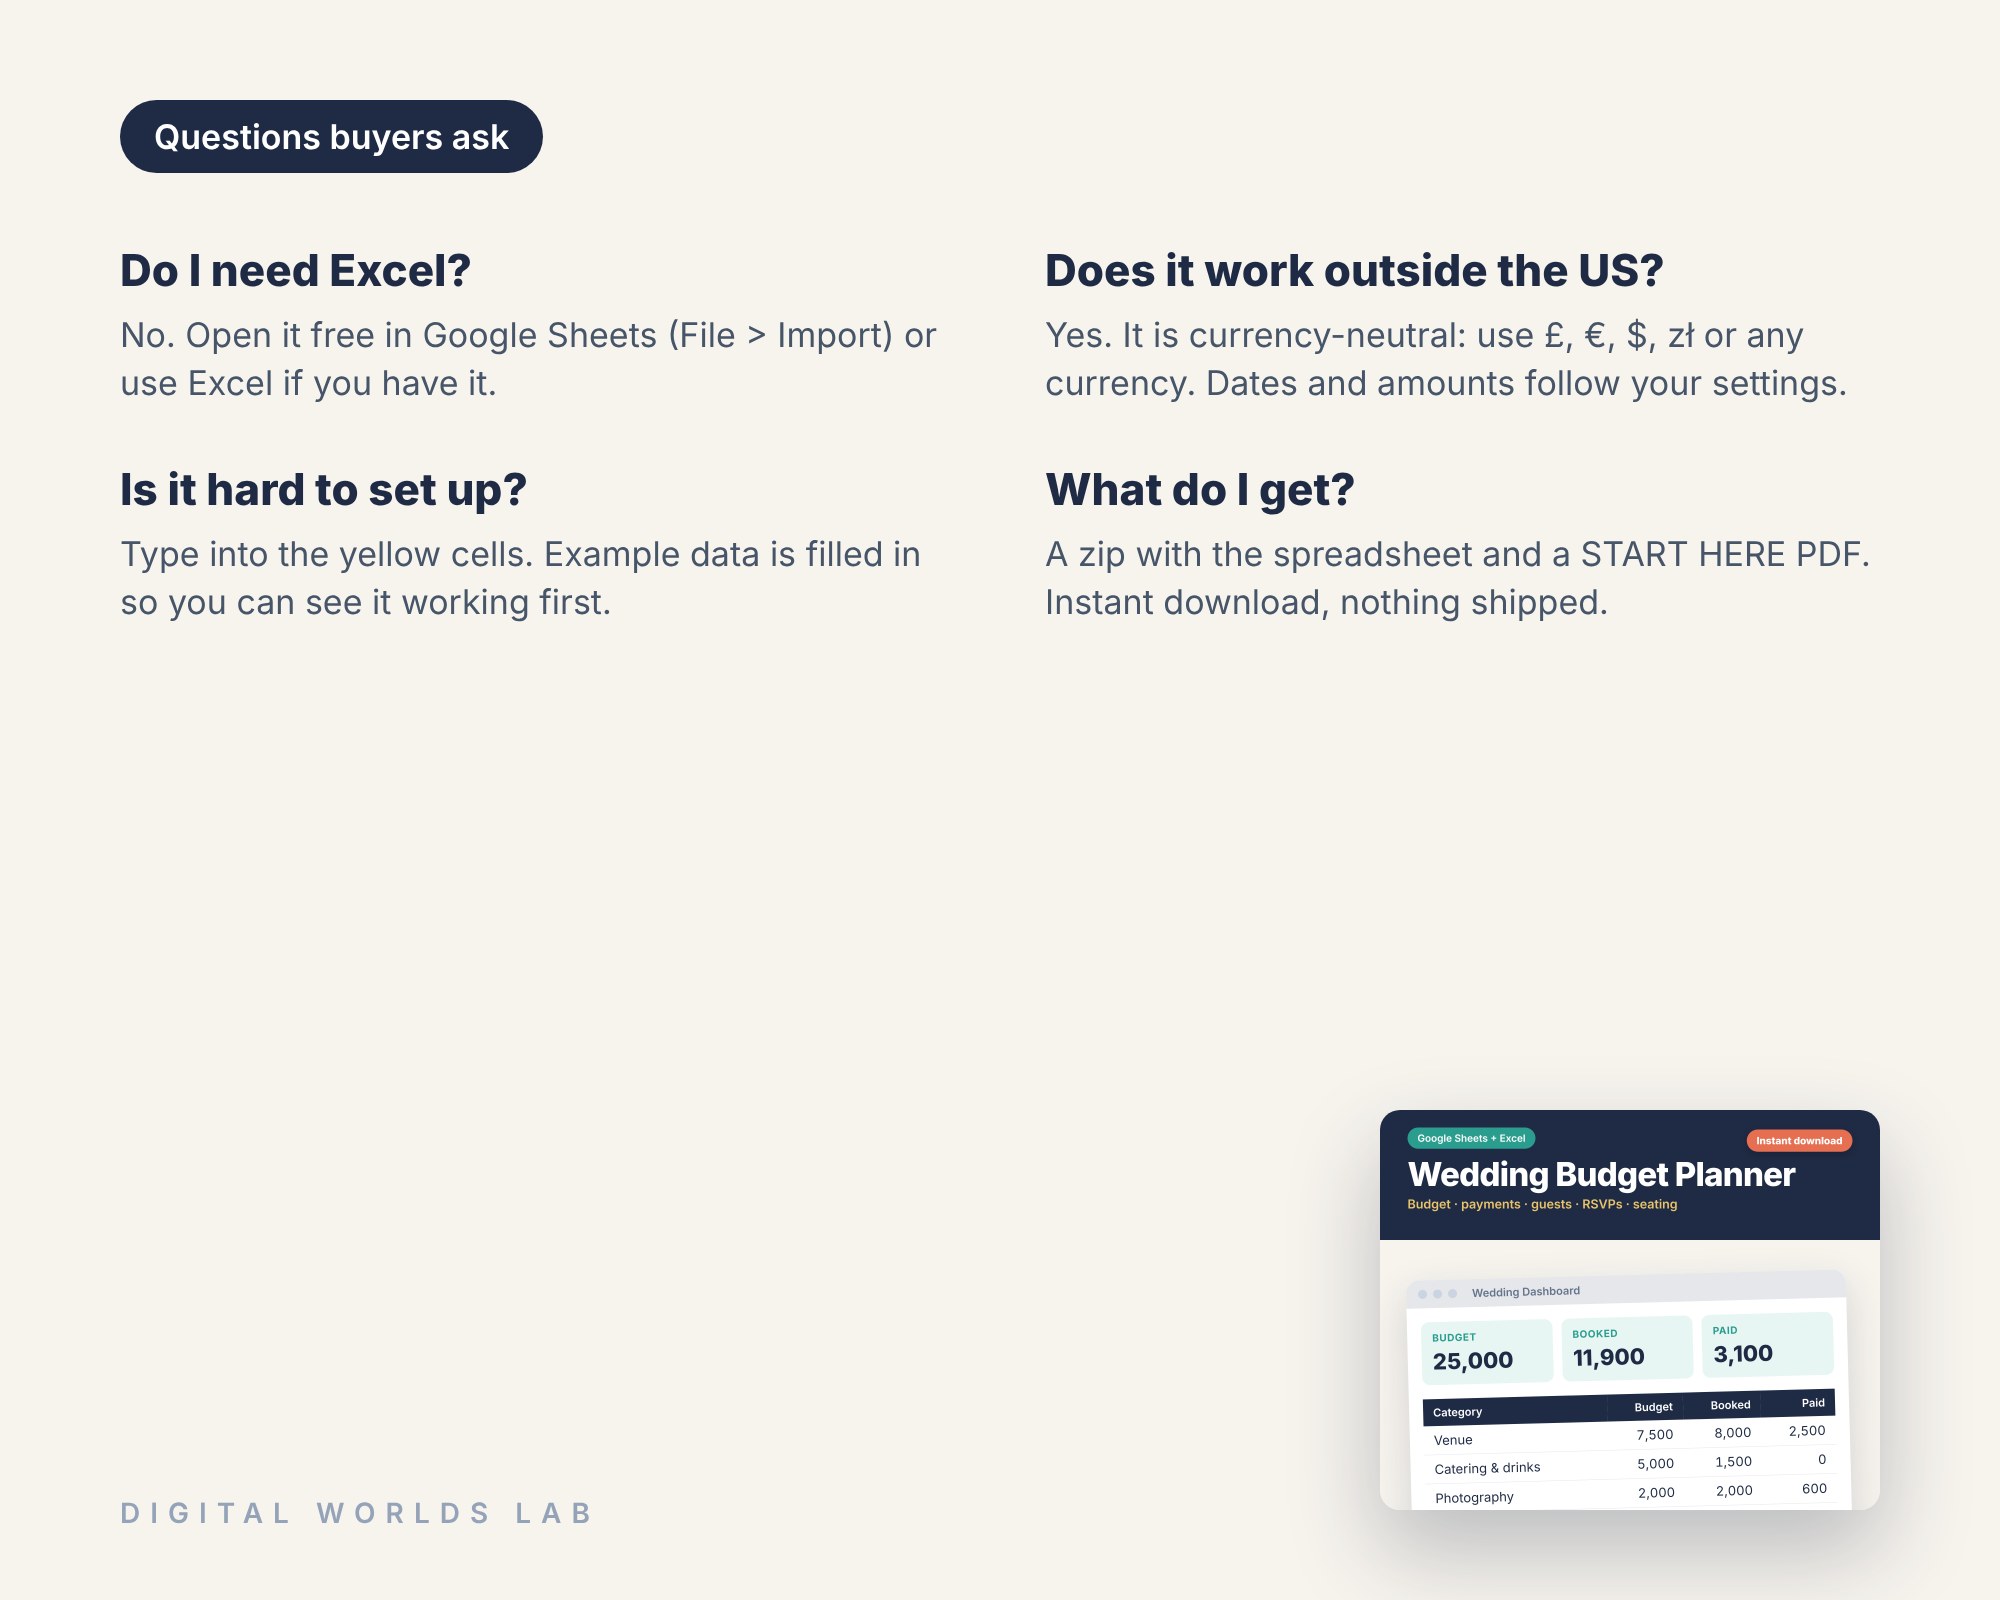 Questions buyers ask
Do I need Excel?
No. Open it free in Google Sheets (File > Import) or
use Excel if you have it.
Does it work outside the US?
Yes. It is currency-neutral: use £, €, $, zł or any
currency. Dates and amounts follow your settings.
Is it hard to set up?
Type into the yellow cells. Example data is filled in
so you can see it working first.
What do I get?
A zip with the spreadsheet and a START HERE PDF.
Instant download, nothing shipped.
Google Sheets + Excel
Instant download
Wedding Budget Planner
Budget · payments · guests · RSVPs · seating
Wedding Dashboard
BUDGET BOOKED PAID
25,000 11,900 3,100
Category Budget Booked Paid
Venue 7,500 8,000 2,500
Catering & drinks 5,000 1,500 0
Photography 2,000 2,000 600
DIGITAL WORLDS LAB